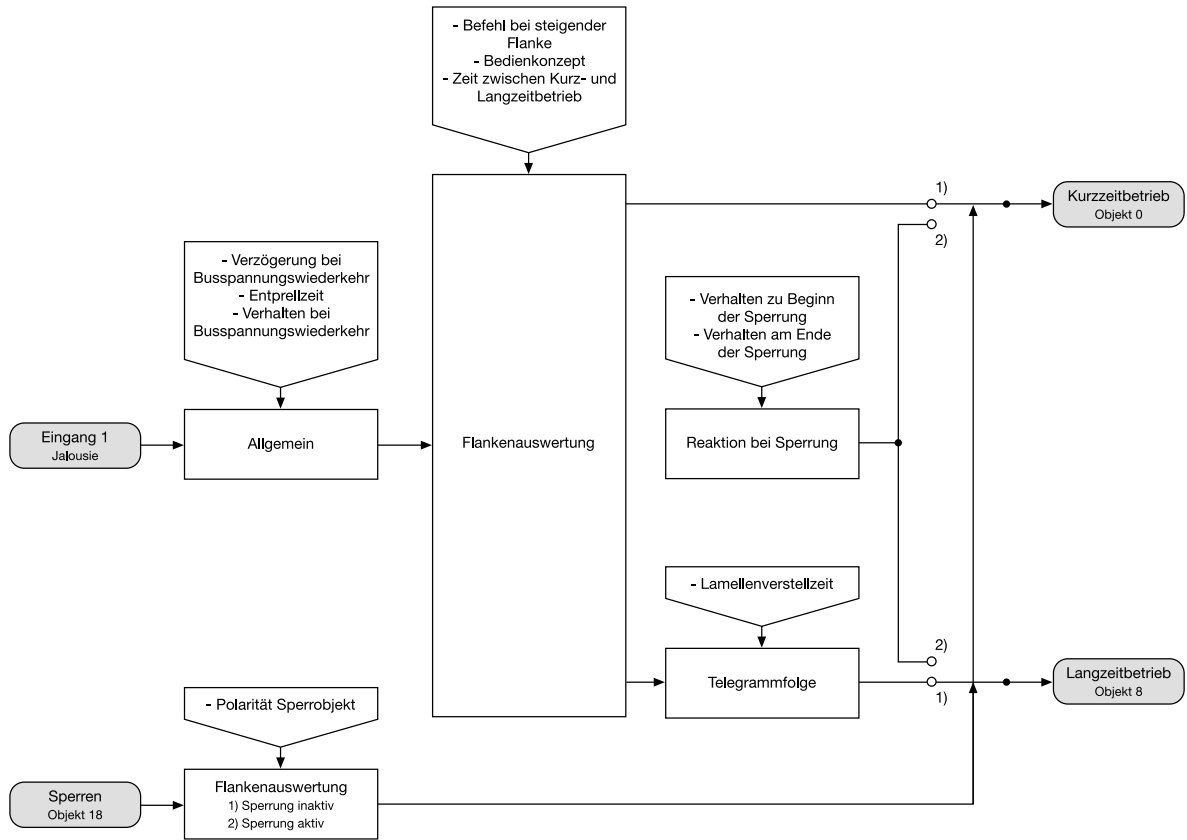 - Befehl bei steigender
Flanke
- Bedienkonzept
- Zeit zwischen Kurz- und
Langzeitbetrieb
1)
Kurzzeitbetrieb
Objekt 0
2)
- Verzögerung bei
Busspannungswiederkehr
- Entprellzeit
- Verhalten bei
Busspannungswiederkehr
- Verhalten zu Beginn
der Sperrung
- Verhalten am Ende
der Sperrung
Eingang 1
Jalousie
Allgemein
Flankenauswertung
Reaktion bei Sperrung
- Lamellenverstellzeit
2)
Telegrammfolge
1)
Langzeitbetrieb
Objekt 8
- Polarität Sperrobjekt
Sperren
Objekt 18
Flankenauswertung
1) Sperrung inaktiv
2) Sperrung aktiv